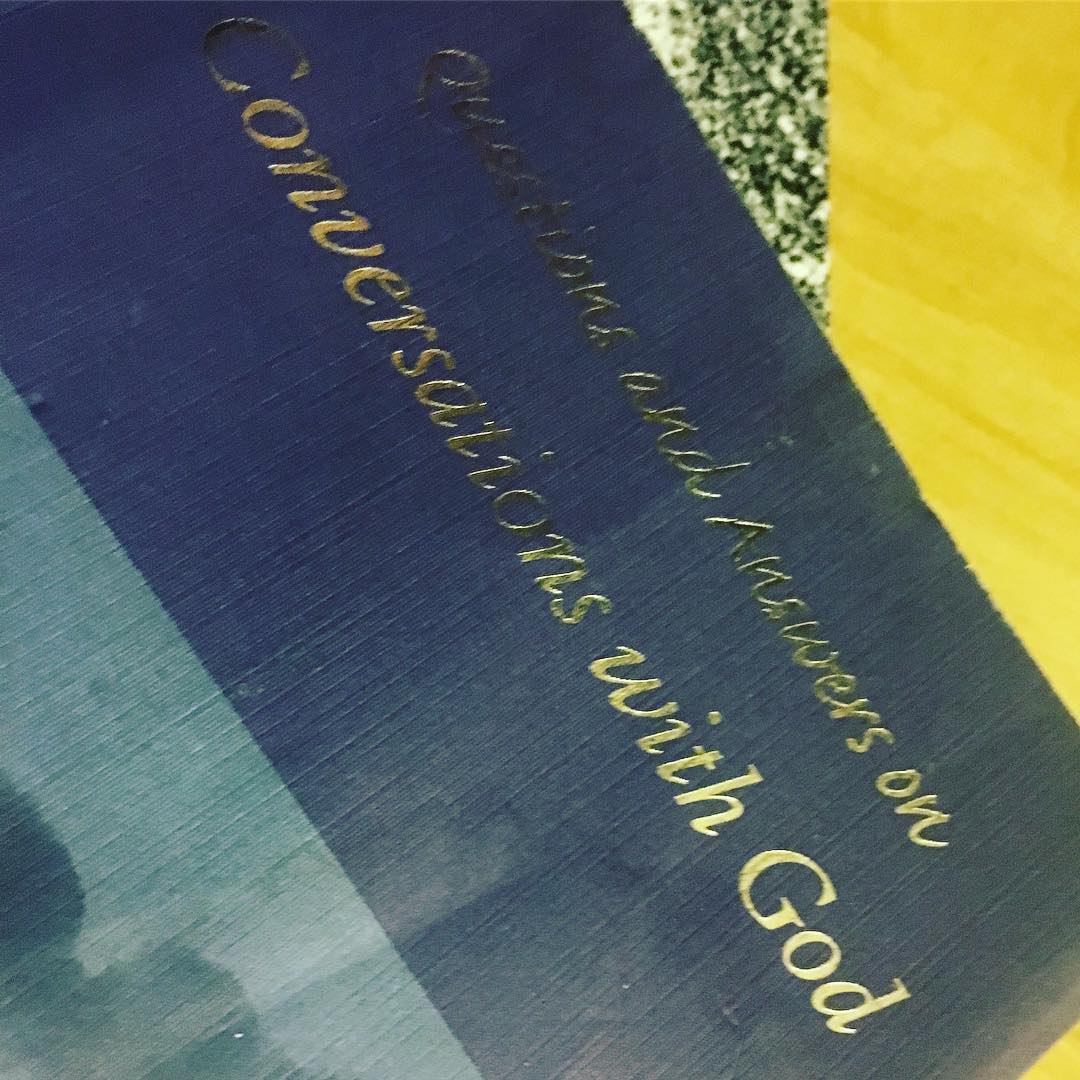 Questions and Answers on
Conversations with God